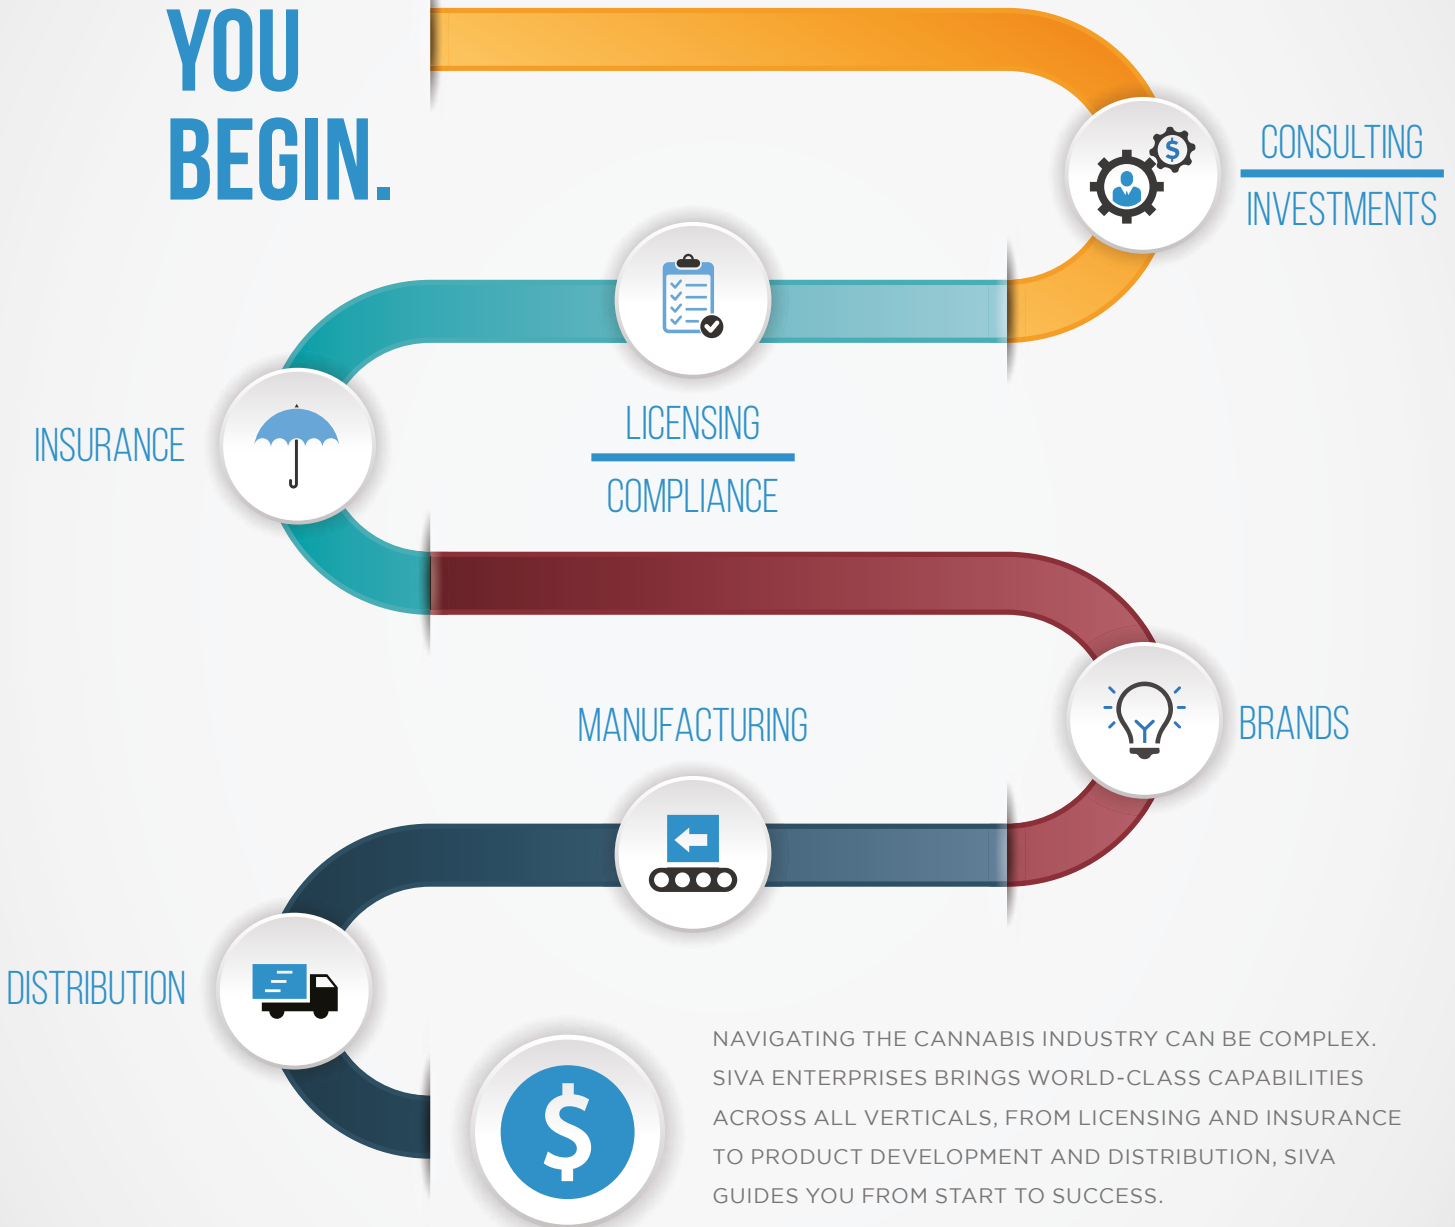 YOU
BEGIN.
CONSULTING
INVESTMENTS
$
LICENSING
COMPLIANCE
INSURANCE
BRANDS
MANUFACTURING
DISTRIBUTION
$
NAVIGATING THE CANNABIS INDUSTRY CAN BE COMPLEX.
SIVA ENTERPRISES BRINGS WORLD-CLASS CAPABILITIES
ACROSS ALL VERTICALS, FROM LICENSING AND INSURANCE
TO PRODUCT DEVELOPMENT AND DISTRIBUTION, SIVA
GUIDES YOU FROM START TO SUCCESS.